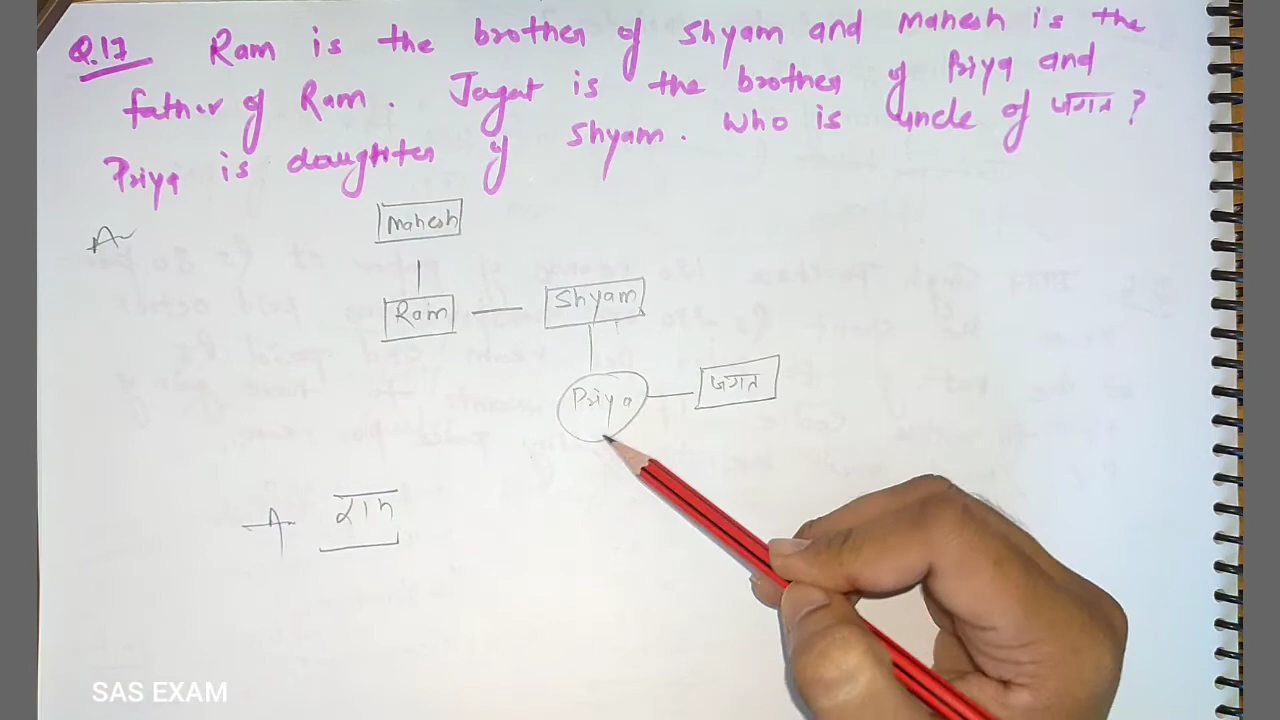 Q.17 Ram is the brother of Shyam and Mahesh is the
father of Ram. Jagat is the brother of Priya and
Priya is daughter of Shyam. Who is uncle of जगत?
A
Mahesh
Ram
Shyam
Priya
जगत
A राम
SAS EXAM